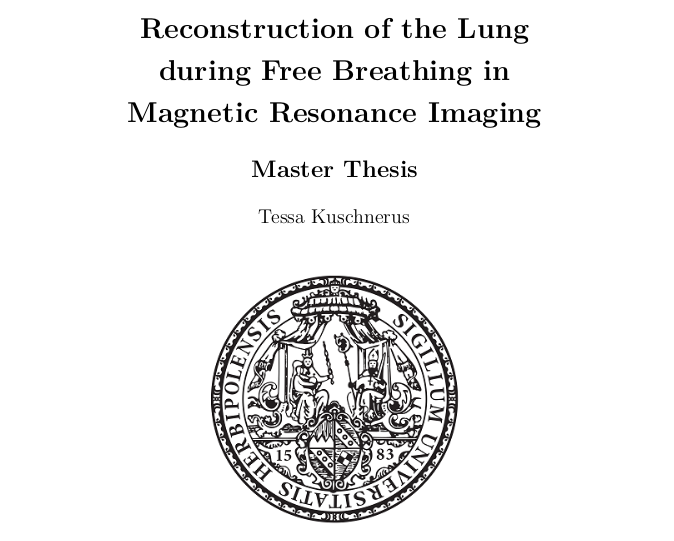 Reconstruction of the Lung
during Free Breathing in
Magnetic Resonance Imaging
Master Thesis
Tessa Kuschnerus
SIGILLUM UNIVERSITATIS HERBIPOLENSIS
15 83